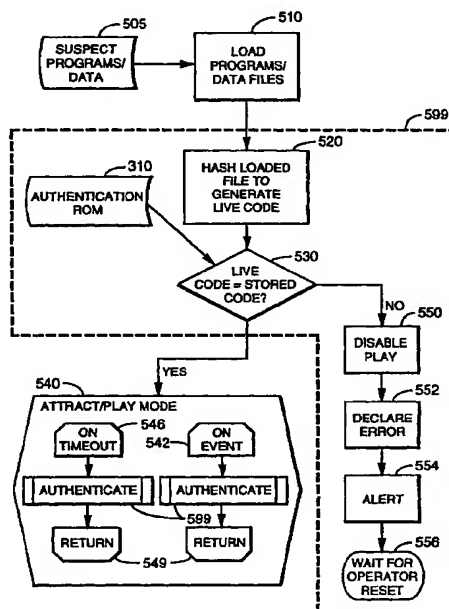 505
SUSPECT
PROGRAMS/
DATA
510
LOAD
PROGRAMS/
DATA FILES
599
520
HASH LOADED
FILE TO
GENERATE
LIVE CODE
310
AUTHENTICATION
ROM
530
LIVE
CODE = STORED
CODE?
NO
550
DISABLE
PLAY
YES
540
ATTRACT/PLAY MODE
546
ON
TIMEOUT
542
ON
EVENT
AUTHENTICATE
AUTHENTICATE
599
RETURN
549
RETURN
552
DECLARE
ERROR
554
ALERT
556
WAIT FOR
OPERATOR
RESET